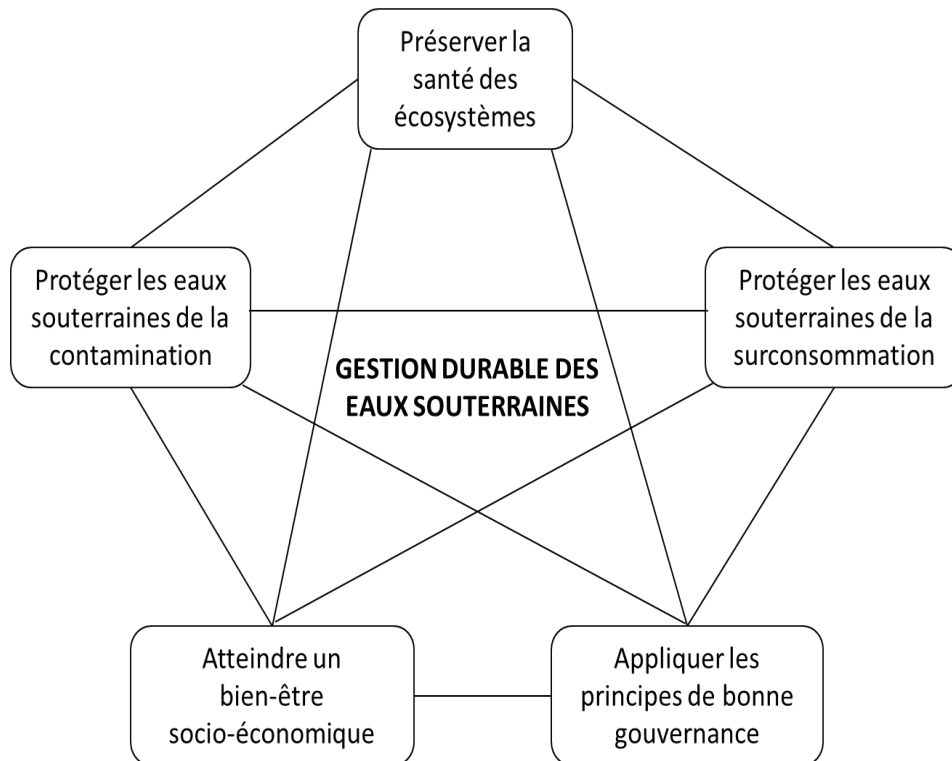 Préserver la
santé des
écosystèmes
Protéger les eaux
souterraines de la
contamination
Protéger les eaux
souterraines de la
surconsommation
GESTION DURABLE DES
EAUX SOUTERRAINES
Atteindre un
bien-être
socio-économique
Appliquer les
principes de bonne
gouvernance